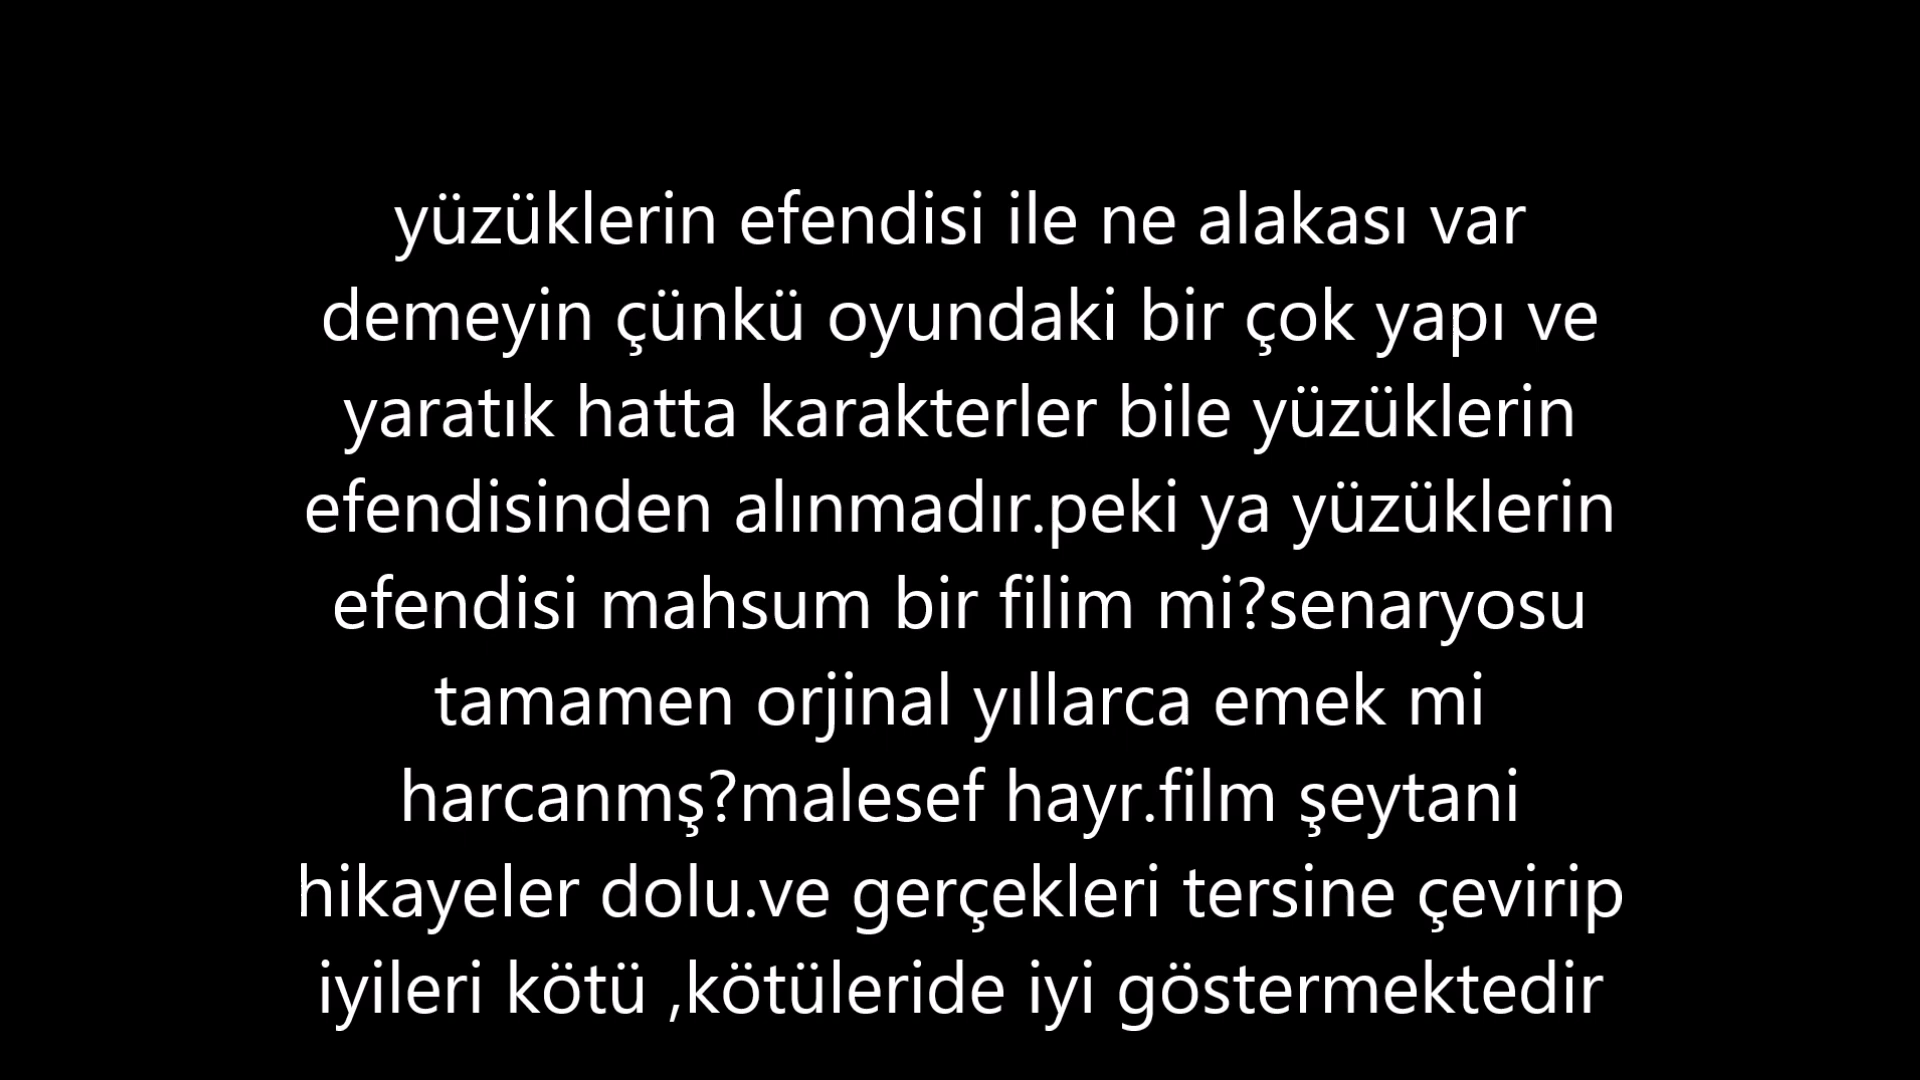 yüzüklerin efendisi ile ne alakası var
demeyin çünkü oyundaki bir çok yapı ve
yaratık hatta karakterler bile yüzüklerin
efendisinden alınmadır.peki ya yüzüklerin
efendisi mahsum bir filim mi?senaryosu
tamamen orjinal yıllarca emek mi
harcanmş?malesef hayr.film şeytani
hikayeler dolu.ve gerçekleri tersine çevirip
iyileri kötü ,kötüleride iyi göstermektedir